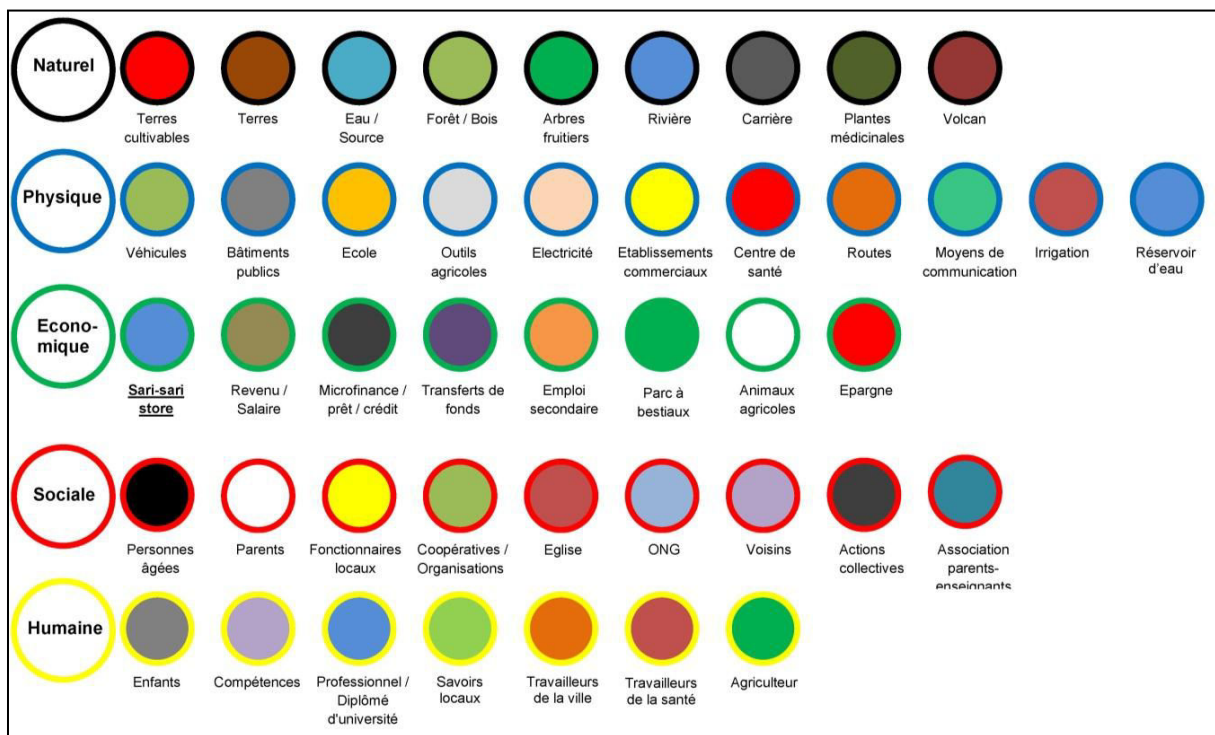 Naturel
Terres
cultivables
Terres
Eau /
Source
Forêt / Bois
Arbres
fruitiers
Rivière
Carrière
Plantes
médicinales
Volcan
Physique
Véhicules
Bâtiments
publics
Ecole
Outils
agricoles
Electricité
Etablissements
commerciaux
Centre de
santé
Routes
Moyens de
communication
Irrigation
Réservoir
d'eau
Econo-
mique
Sari-sari
store
Revenu /
Salaire
Microfinance /
prêt / crédit
Transferts de
fonds
Emploi
secondaire
Parc à
bestiaux
Animaux
agricoles
Epargne
Sociale
Personnes
âgées
Parents
Fonctionnaires
locaux
Coopératives /
Organisations
Eglise
ONG
Voisins
Actions
collectives
Association
parents-
enseignants
Humaine
Enfants
Compétences
Professionnel /
Diplômé
d'université
Savoirs
locaux
Travailleurs
de la ville
Travailleurs
de la santé
Agriculteur